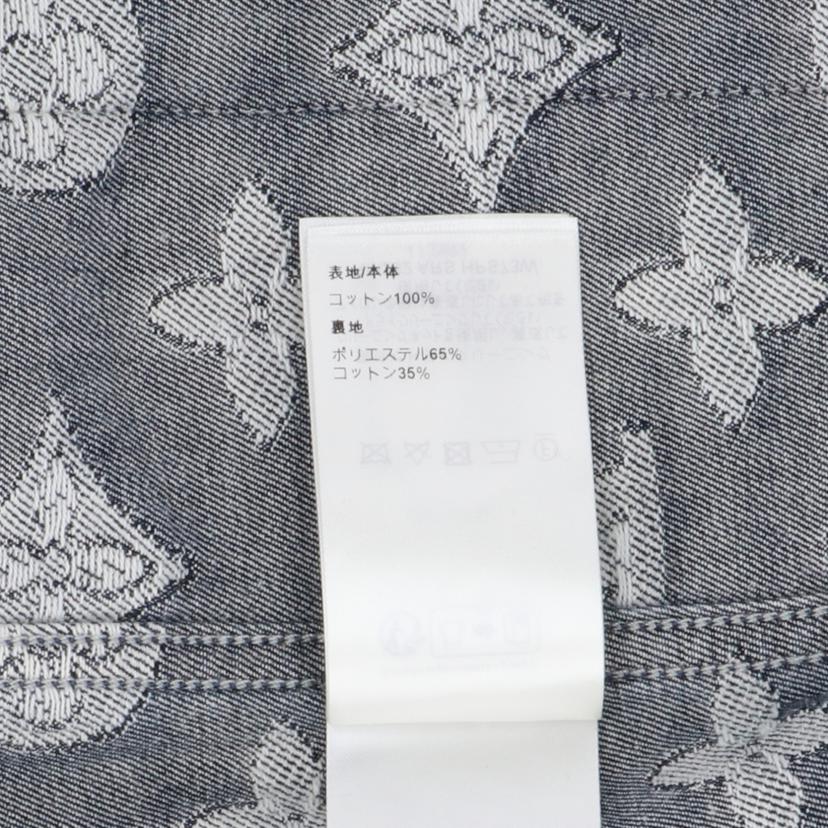 表地/本体
コットン100%
裏地
ポリエステル65%
コットン35%